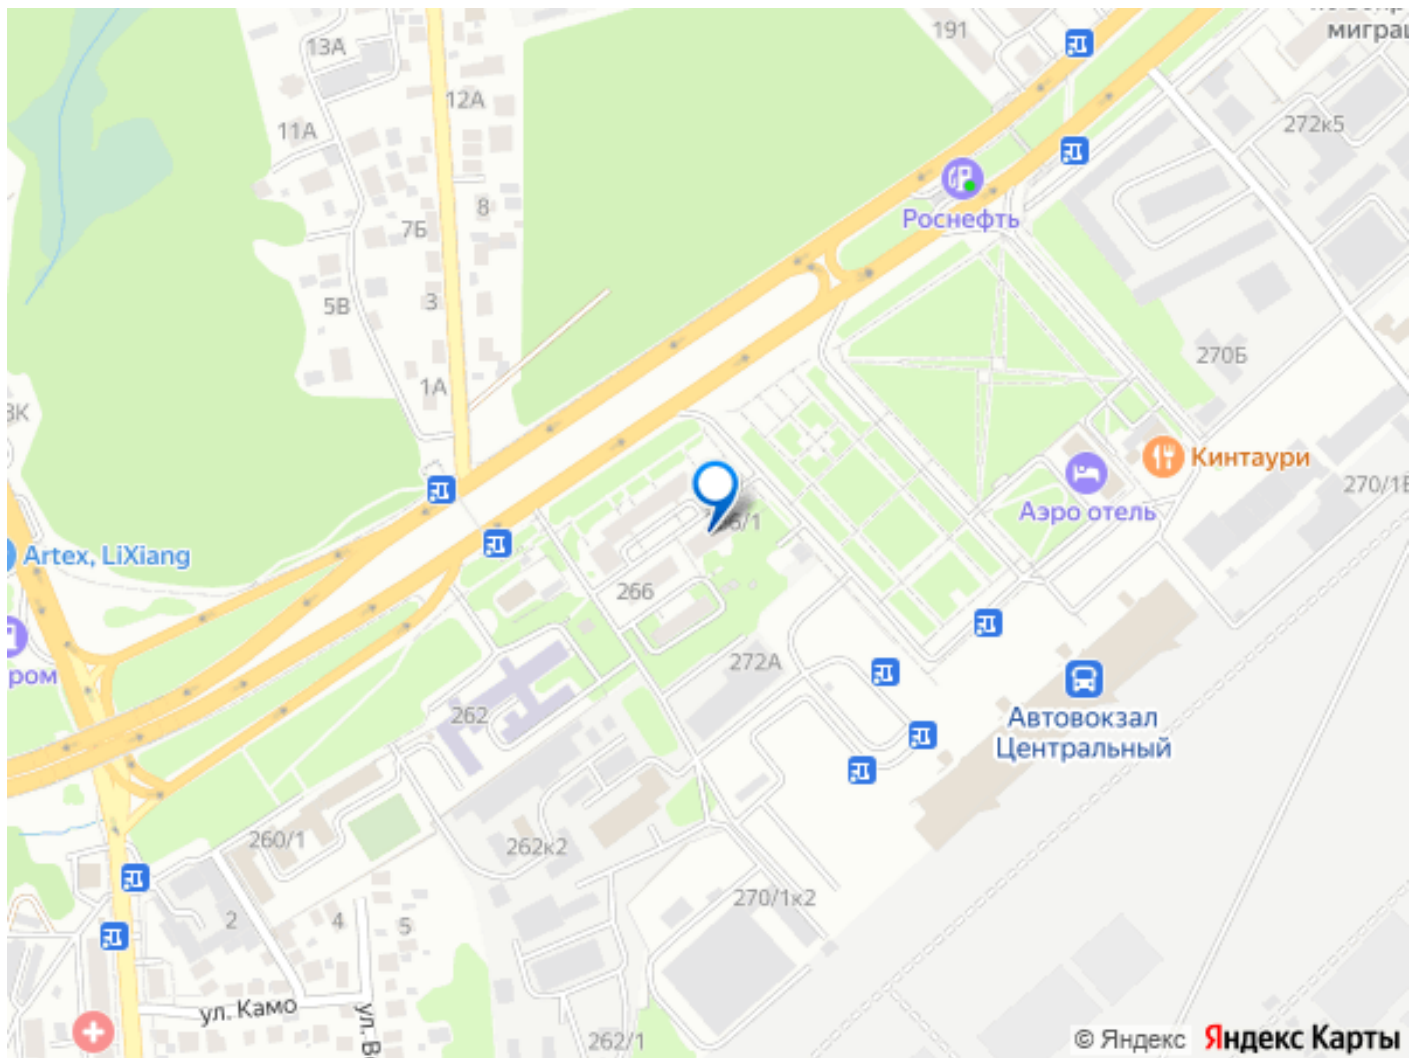 191
миграц
13А
12А
11А
272к5
8
7Б
Роснефть
5В
3
270Б
1А
Кинтаури
270/1Е
Аэро отель
Artex, LiXiang
266
272А
ром
262
Автовокзал
Центральный
260/1
262к2
270/1к2
2
4
5
ул. Камо
262/1
© Яндекс Яндекс Карты